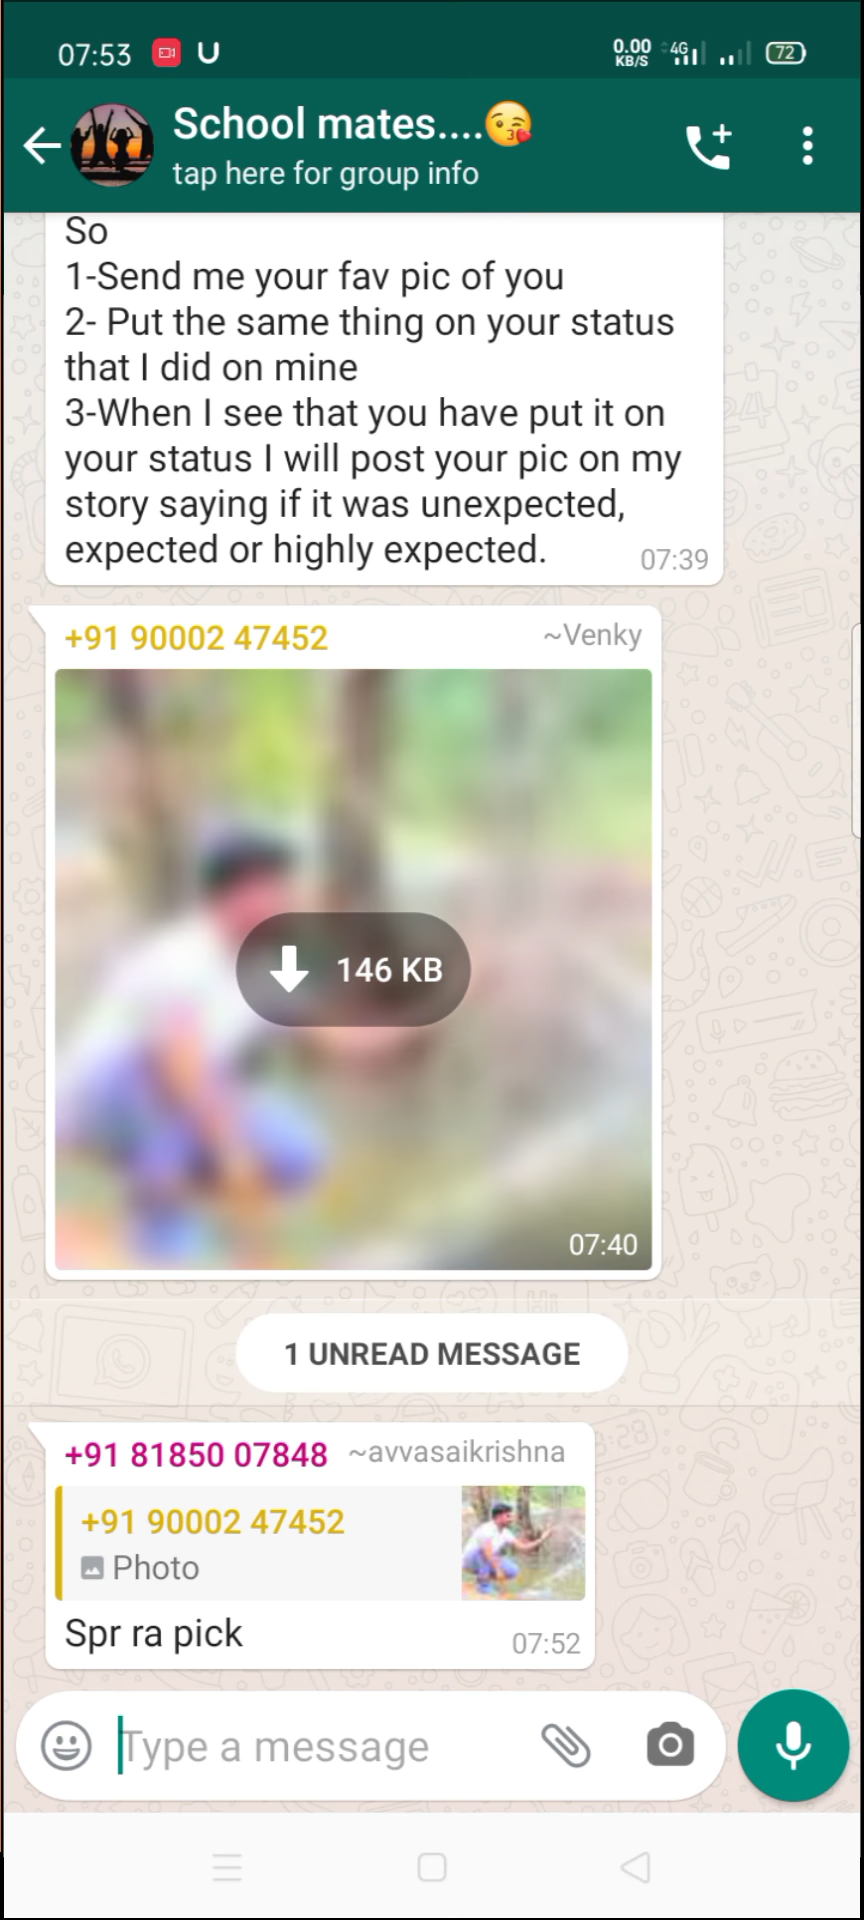 07:53 U 0.00 KB/S 4G 72
School mates....😘
tap here for group info
So
1-Send me your fav pic of you
2- Put the same thing on your status
that I did on mine
3-When I see that you have put it on
your status I will post your pic on my
story saying if it was unexpected,
expected or highly expected. 07:39
+91 90002 47452 ~Venky
146 KB
07:40
1 UNREAD MESSAGE
+91 81850 07848 ~avvasaikrishna
+91 90002 47452
Photo
Spr ra pick 07:52
Type a message